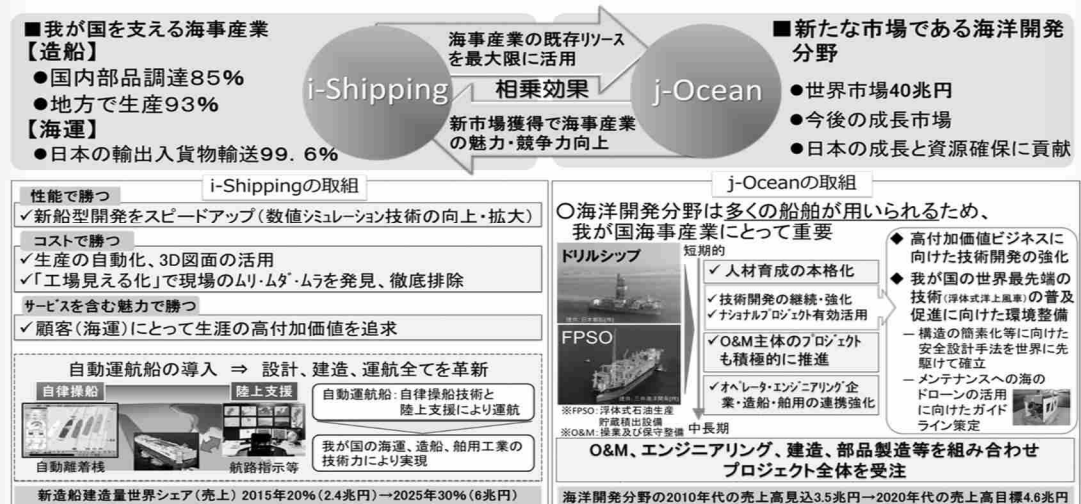 ■我が国を支える海事産業
【造船】
●国内部品調達85%
●地方で生産93%
【海運】
●日本の輸出入貨物輸送99.6%
i-Shipping
海事産業の既存リソース
を最大限に活用
相乗効果
新市場獲得で海事産業
の魅力・競争力向上
j-Ocean
■新たな市場である海洋開発
分野
●世界市場40兆円
●今後の成長市場
●日本の成長と資源確保に貢献
i-Shippingの取組
性能で勝つ
✓新船型開発をスピードアップ(数値シミュレーション技術の向上・拡大)
コストで勝つ
✓生産の自動化、3D図面の活用
✓「工場見える化」で現場のムリ・ムダ・ムラを発見、徹底排除
サービスを含む魅力で勝つ
✓顧客(海運)にとって生涯の高付加価値を追求
自動運航船の導入 ⇒ 設計、建造、運航全てを革新
自律操船
陸上支援
自動離着桟
航路指示等
自動運航船:自律操船技術と
陸上支援により運航
我が国の海運、造船、舶用工業の
技術力により実現
新造船建造量世界シェア(売上) 2015年20%(2.4兆円)→2025年30%(6兆円)
j-Oceanの取組
○海洋開発分野は多くの船舶が用いられるため、
我が国海事産業にとって重要
ドリルシップ
FPSO
※FPSO:浮体式石油生産
貯蔵積出設備
※O&M:操業及び保守整備
短期的
中長期
✓人材育成の本格化
✓技術開発の継続・強化
✓ナショナルプロジェクト有効活用
✓O&M主体のプロジェクト
も積極的に推進
✓オペレータ・エンジニアリング企
業・造船・舶用の連携強化
◆ 高付加価値ビジネスに
向けた技術開発の強化
◆ 我が国の世界最先端の
技術(浮体式洋上風車)の普及
促進に向けた環境整備
― 構造の簡素化等に向けた
安全設計手法を世界に先
駆けて確立
― メンテナンスへの海の
ドローンの活用
に向けたガイド
ライン策定
O&M、エンジニアリング、建造、部品製造等を組み合わせ
プロジェクト全体を受注
海洋開発分野の2010年代の売上高見込3.5兆円→2020年代の売上高目標4.6兆円